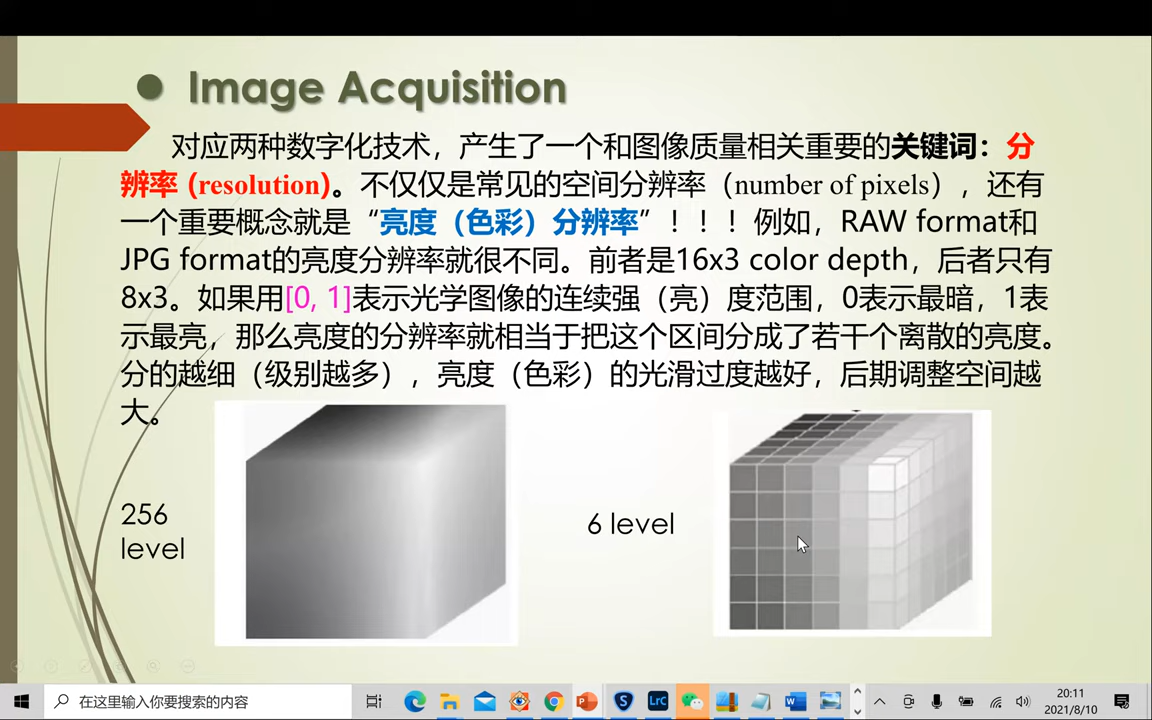 Image Acquisition
对应两种数字化技术，产生了一个和图像质量相关重要的关键词：分
辨率 (resolution)。不仅仅是常见的空间分辨率（number of pixels），还有
一个重要概念就是“亮度（色彩）分辨率”！！！例如，RAW format和
JPG format的亮度分辨率就很不同。前者是16x3 color depth，后者只有
8x3。如果用[0, 1]表示光学图像的连续强（亮）度范围，0表示最暗，1表
示最亮，那么亮度的分辨率就相当于把这个区间分成了若干个离散的亮度。
分的越细（级别越多），亮度（色彩）的光滑过度越好，后期调整空间越
大。
256
level
6 level
在这里输入你要搜索的内容
S
LrC
W
20:11
2021/8/10